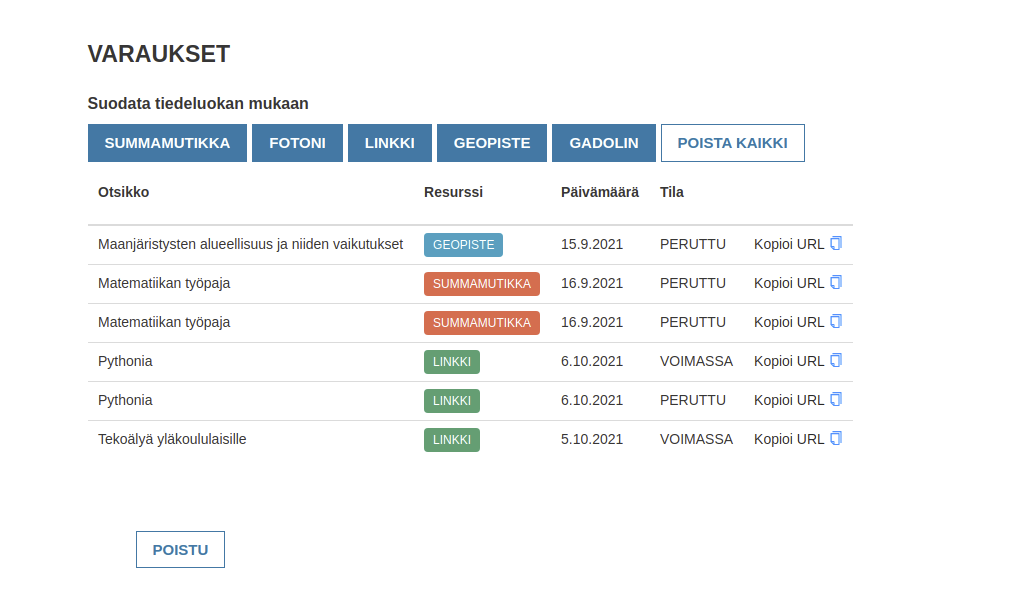 VARAUKSET
Suodata tiedeluokan mukaan
SUMMAMUTIKKA FOTONI LINKKI GEOPISTE GADOLIN POISTA KAIKKI
Otsikko Resurssi Päivämäärä Tila
Maanjäristysten alueellisuus ja niiden vaikutukset GEOPISTE 15.9.2021 PERUTTU Kopioi URL
Matematiikan työpaja SUMMAMUTIKKA 16.9.2021 PERUTTU Kopioi URL
Matematiikan työpaja SUMMAMUTIKKA 16.9.2021 PERUTTU Kopioi URL
Pythonia LINKKI 6.10.2021 VOIMASSA Kopioi URL
Pythonia LINKKI 6.10.2021 PERUTTU Kopioi URL
Tekoälyä yläkoululaisille LINKKI 5.10.2021 VOIMASSA Kopioi URL
POISTU